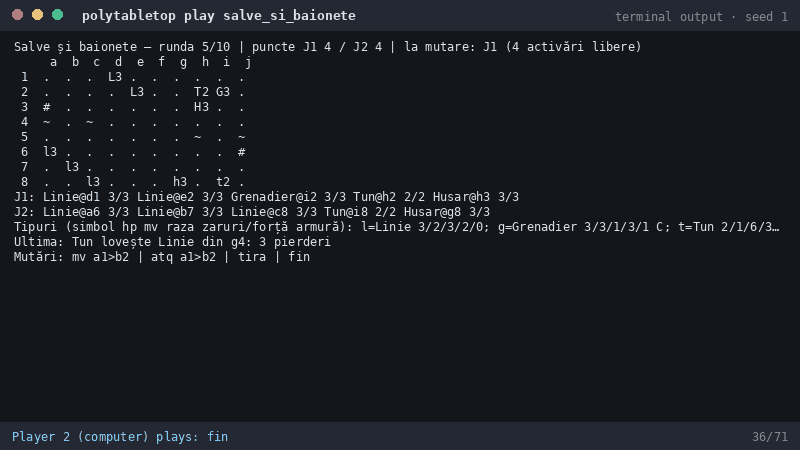 polytabletop play salve_si_baionete
terminal output · seed 1
Salve și baionete — runda 5/10 | puncte J1 4 / J2 4 | la mutare: J1 (4 activări libere)
a b c d e f g h i j
1 . . . L3 . . . . . .
2 . . . . L3 . . T2 G3 .
3 # . . . . . . H3 . .
4 ~ . ~ . . . . . . .
5 . . . . . . . ~ . ~
6 l3 . . . . . . . . #
7 . l3 . . . . . . . .
8 . . l3 . . . h3 . t2 .
J1: Linie@d1 3/3 Linie@e2 3/3 Grenadier@i2 3/3 Tun@h2 2/2 Husar@h3 3/3
J2: Linie@a6 3/3 Linie@b7 3/3 Linie@c8 3/3 Tun@i8 2/2 Husar@g8 3/3
Tipuri (simbol hp mv raza zaruri/forță armură): l=Linie 3/2/3/2/0; g=Grenadier 3/3/1/3/1 C; t=Tun 2/1/6/3…
Ultima: Tun lovește Linie din g4: 3 pierderi
Mutări: mv a1>b2 | atq a1>b2 | tira | fin
Player 2 (computer) plays: fin
36/71